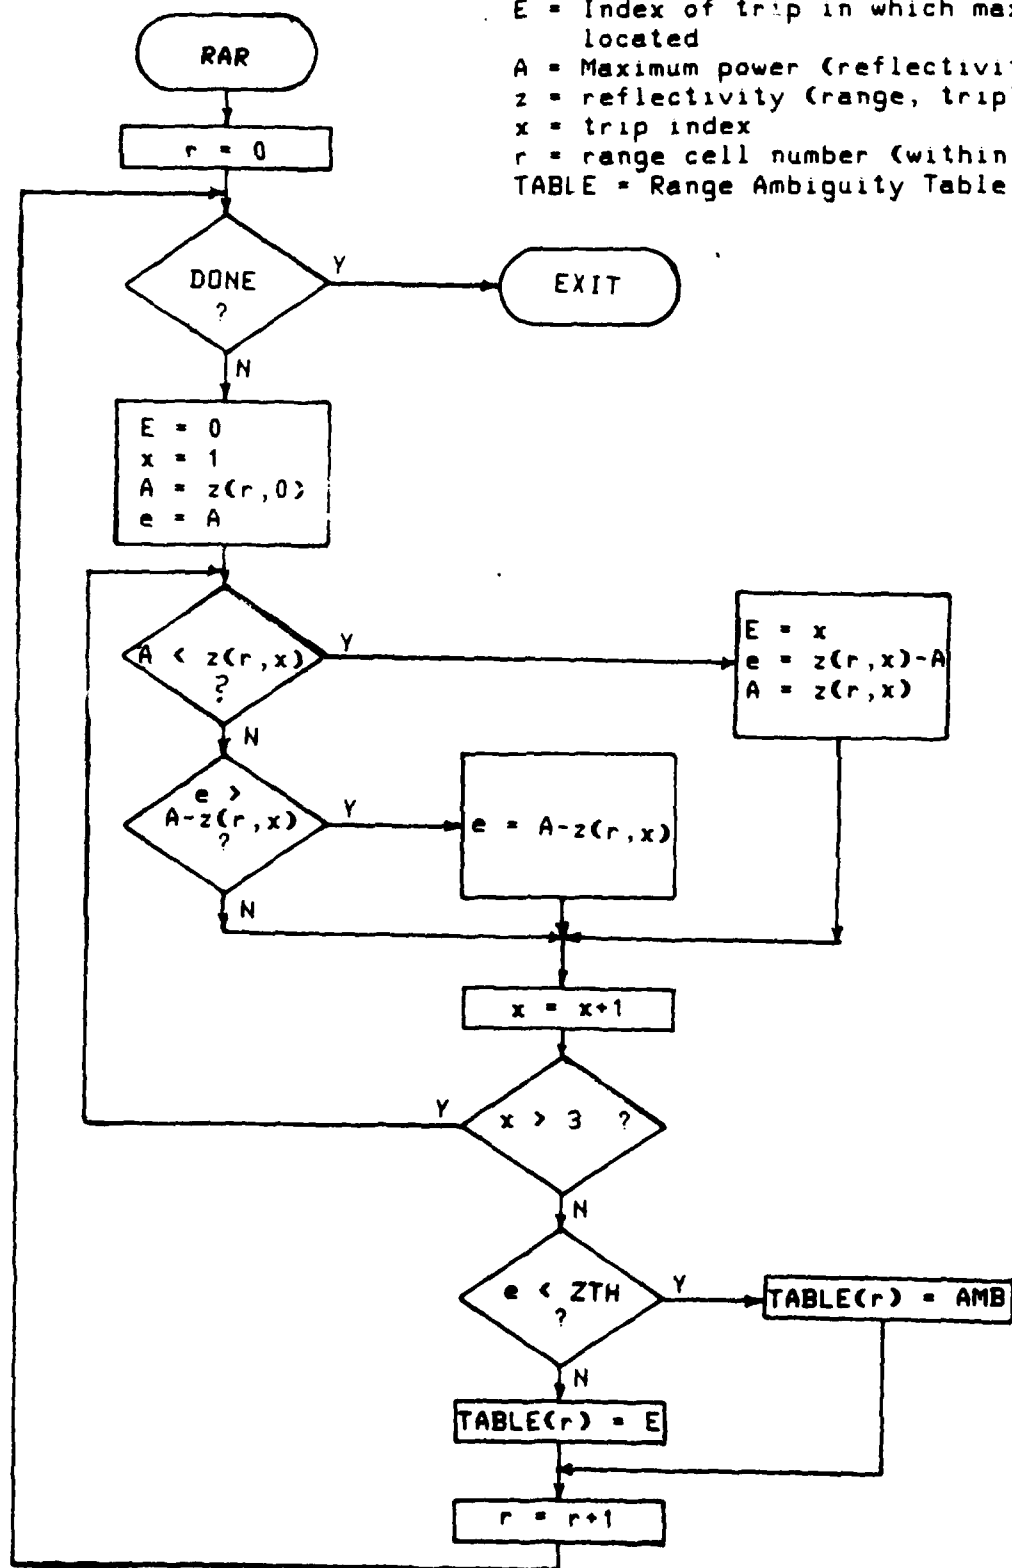 E = Index of trip in which max
located
A = Maximum power (reflectivit
z = reflectivity (range, trip
x = trip index
r = range cell number (within
TABLE = Range Ambiguity Table
RAR
r = 0
DONE
?
Y
EXIT
N
E = 0
x = 1
A = z(r,0)
e = A
A < z(r,x)
?
Y
E = x
e = z(r,x)-A
A = z(r,x)
N
e >
A-z(r,x)
?
Y
e = A-z(r,x)
N
x = x+1
Y
x > 3 ?
N
e < ZTH
?
Y
TABLE(r) = AMB
N
TABLE(r) = E
r = r+1